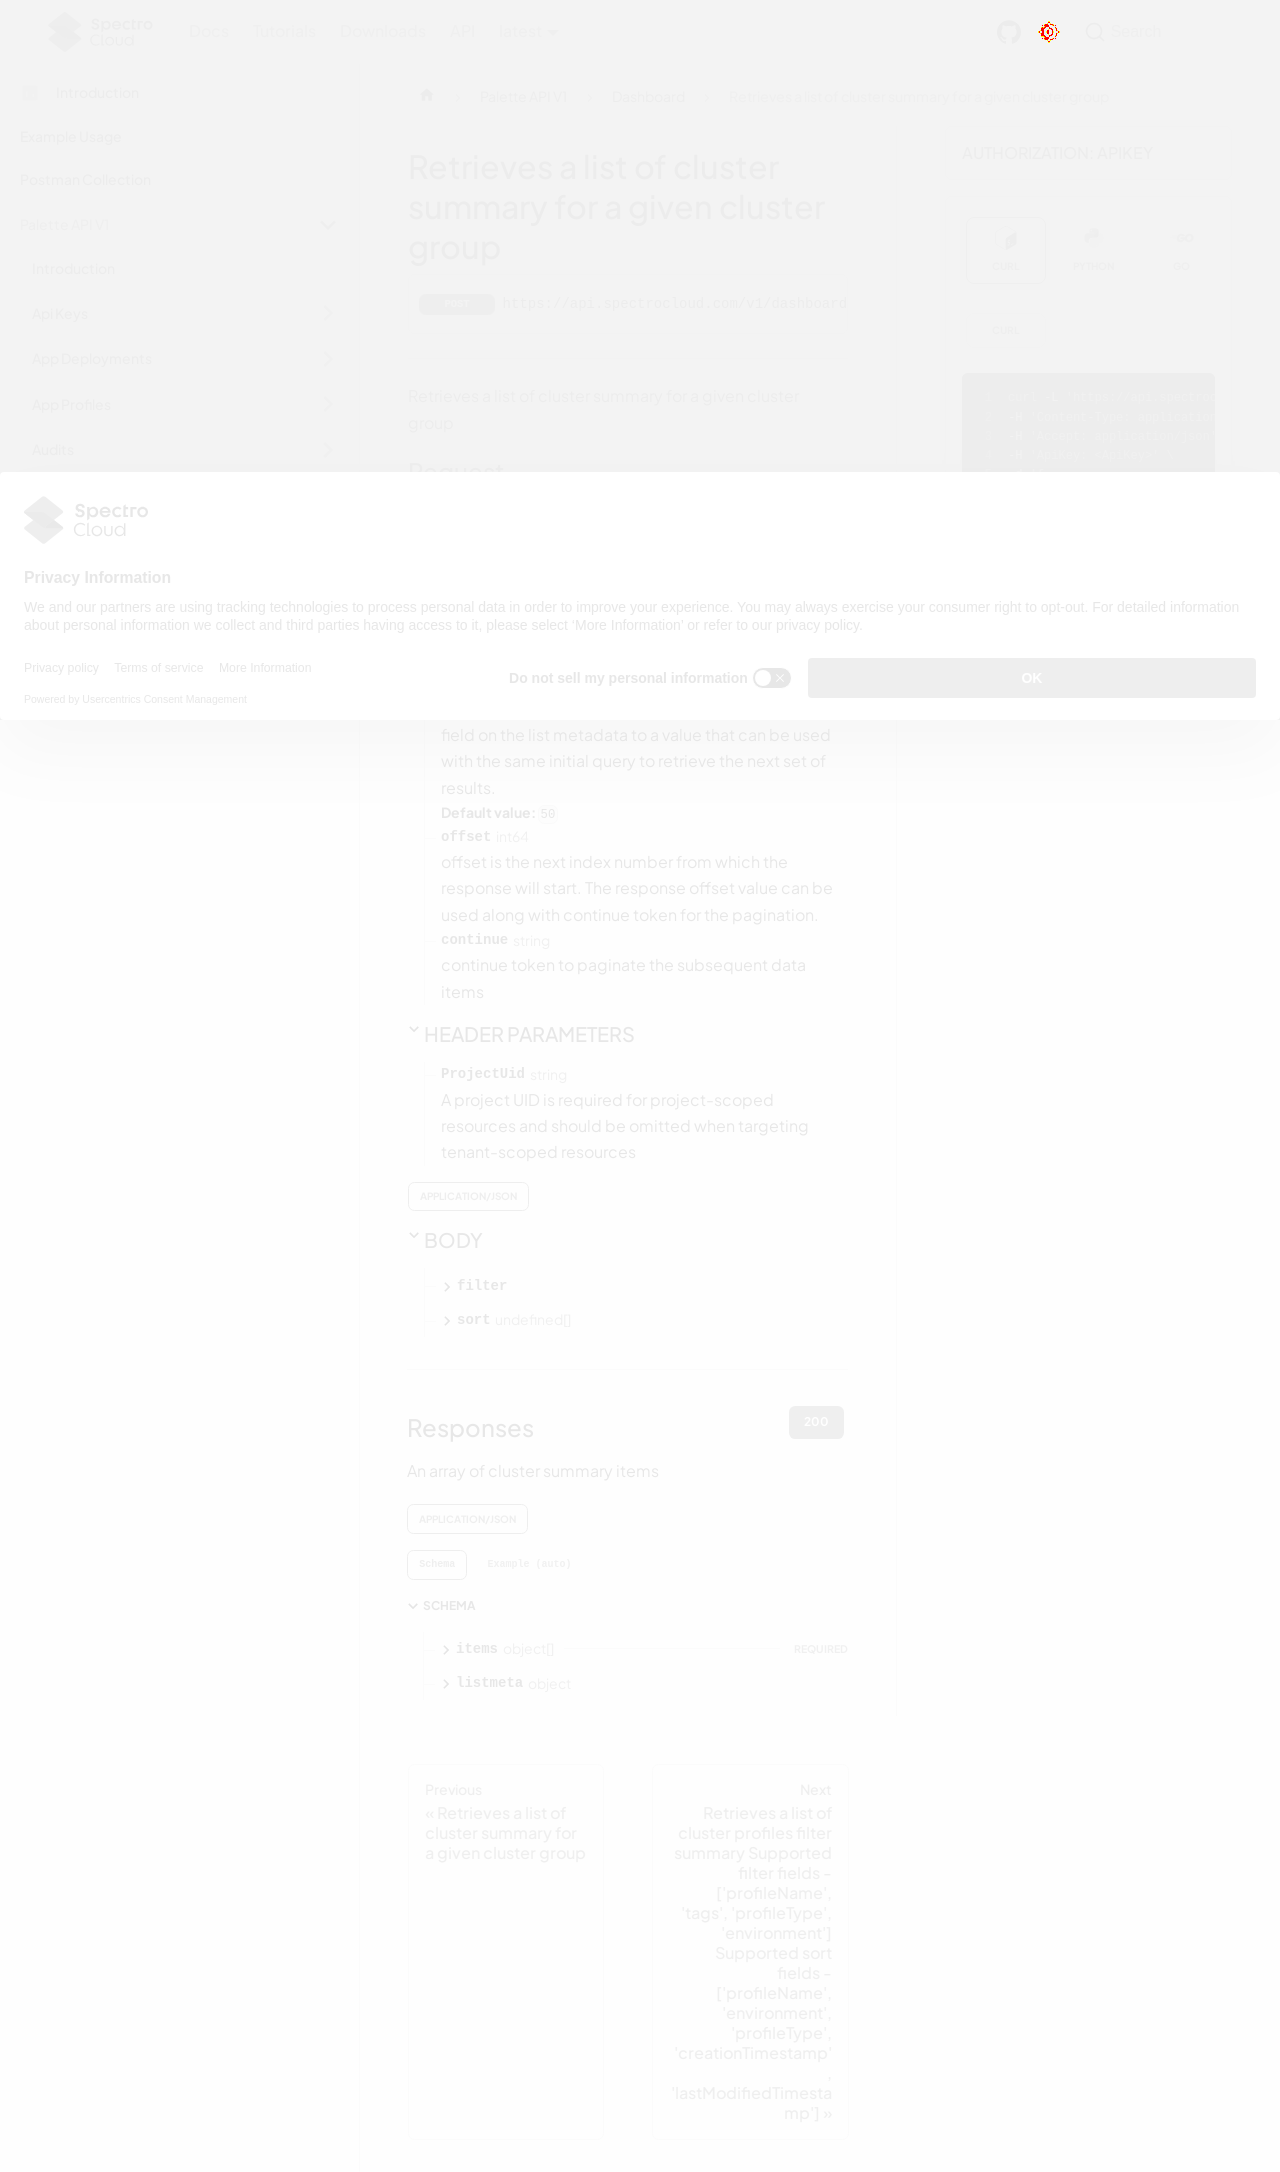 Spectro
Cloud
Docs Tutorials Downloads API latest
Search
Introduction
Example Usage
Postman Collection
Palette API V1
Introduction
Api Keys
App Deployments
App Profiles
Audits
Palette API V1
Dashboard
Retrieves a list of cluster summary for a given cluster group
Retrieves a list of cluster
summary for a given cluster
group
https://api.spectrocloud.com/v1/dashboard
Retrieves a list of cluster summary for a given cluster
group
Request
AUTHORIZATION: APIKEY
CURL PYTHON GO
CURL
Spectro
Cloud
Privacy Information
We and our partners are using tracking technologies to process personal data in order to improve your experience. You may always exercise your consumer right to opt-out. For detailed information
about personal information we collect and third parties having access to it, please select ‘More Information’ or refer to our privacy policy.
Privacy policy Terms of service More Information
Powered by Usercentrics Consent Management
Do not sell my personal information
OK
field on the list metadata to a value that can be used
with the same initial query to retrieve the next set of
results.
Default value: 50
offset int64
offset is the next index number from which the
response will start. The response offset value can be
used along with continue token for the pagination.
continue string
continue token to paginate the subsequent data
items
HEADER PARAMETERS
ProjectUid string
A project UID is required for project-scoped
resources and should be omitted when targeting
tenant-scoped resources
APPLICATION/JSON
BODY
filter
sort undefined[]
Responses
200
An array of cluster summary items
APPLICATION/JSON
Schema Example (auto)
SCHEMA
items object[] REQUIRED
listmeta object
Previous
« Retrieves a list of
cluster summary for
a given cluster group
Next
Retrieves a list of
cluster profiles filter
summary Supported
filter fields -
['profileName',
'tags', 'profileType',
'environment']
Supported sort
fields -
['profileName',
'environment',
'profileType',
'creationTimestamp'
,
'lastModifiedTimesta
mp'] »